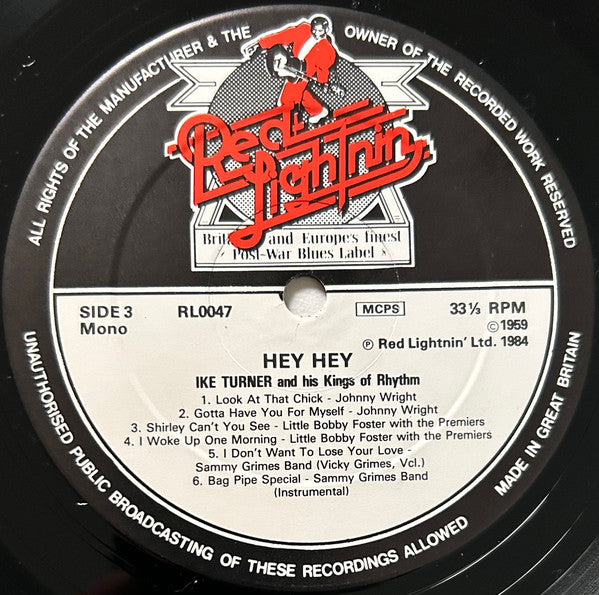 ALL RIGHTS OF THE MANUFACTURER & THE OWNER OF THE RECORDED WORK RESERVED
Red
Lightnin'
and Europe's finest
Post-War Blues Label
SIDE 3 RL0047 MCPS 33⅓ RPM
Mono ©1959
℗ Red Lightnin' Ltd. 1984
HEY HEY
IKE TURNER and his Kings of Rhythm
1. Look At That Chick - Johnny Wright
2. Gotta Have You For Myself - Johnny Wright
3. Shirley Can't You See - Little Bobby Foster with the Premiers
4. I Woke Up One Morning - Little Bobby Foster with the Premiers
5. I Don't Want To Lose Your Love -
Sammy Grimes Band (Vicky Grimes, Vcl.)
6. Bag Pipe Special - Sammy Grimes Band
(Instrumental)
UNAUTHORISED PUBLIC BROADCASTING OF THESE RECORDINGS ALLOWED
MADE IN GREAT BRITAIN